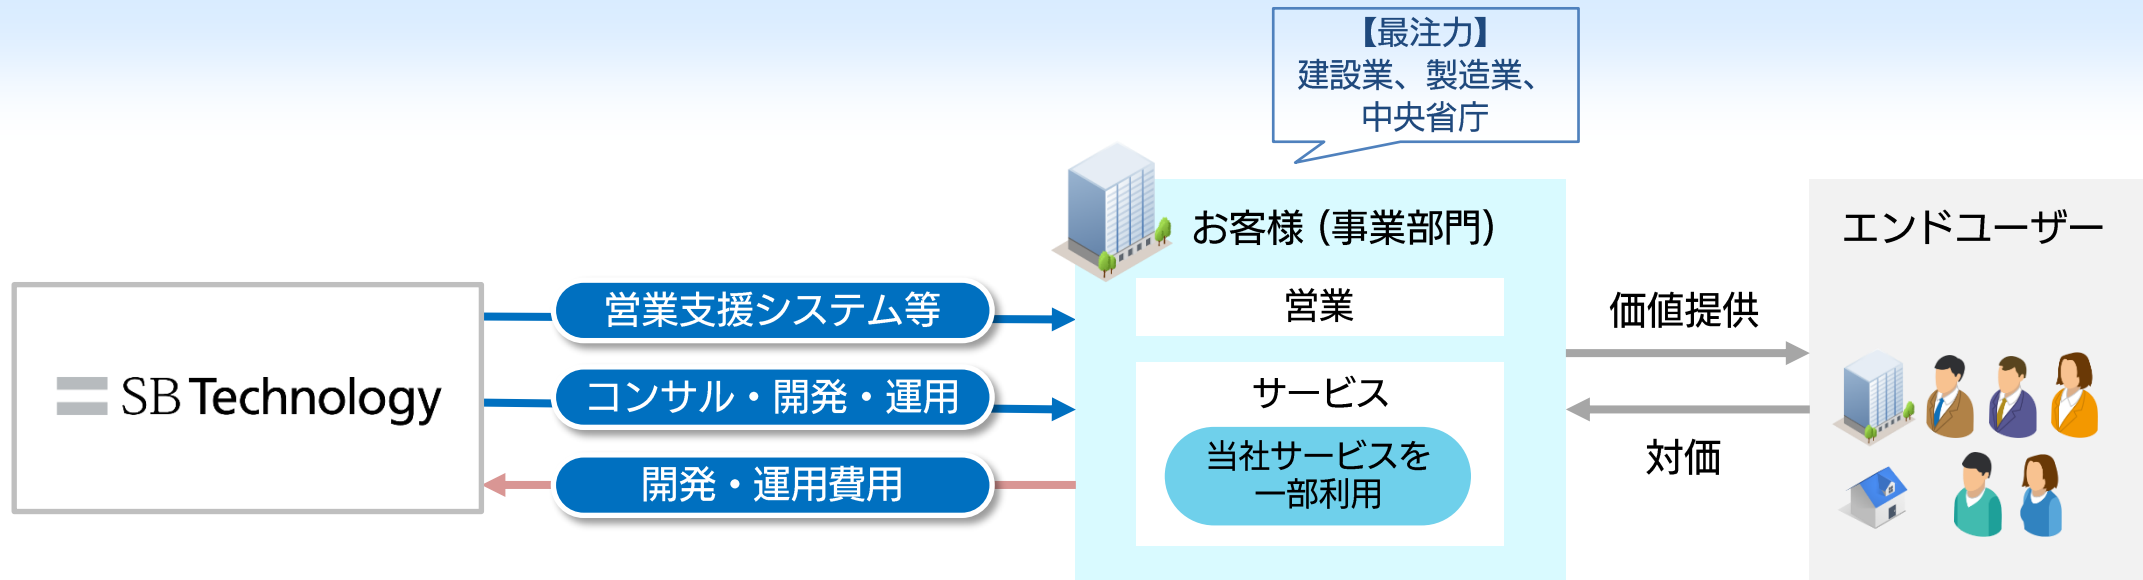 【最注力】
建設業、製造業、
中央省庁
お客様（事業部門）
エンドユーザー
営業支援システム等
営業
価値提供
SB Technology
コンサル・開発・運用
サービス
当社サービスを
一部利用
対価
開発・運用費用